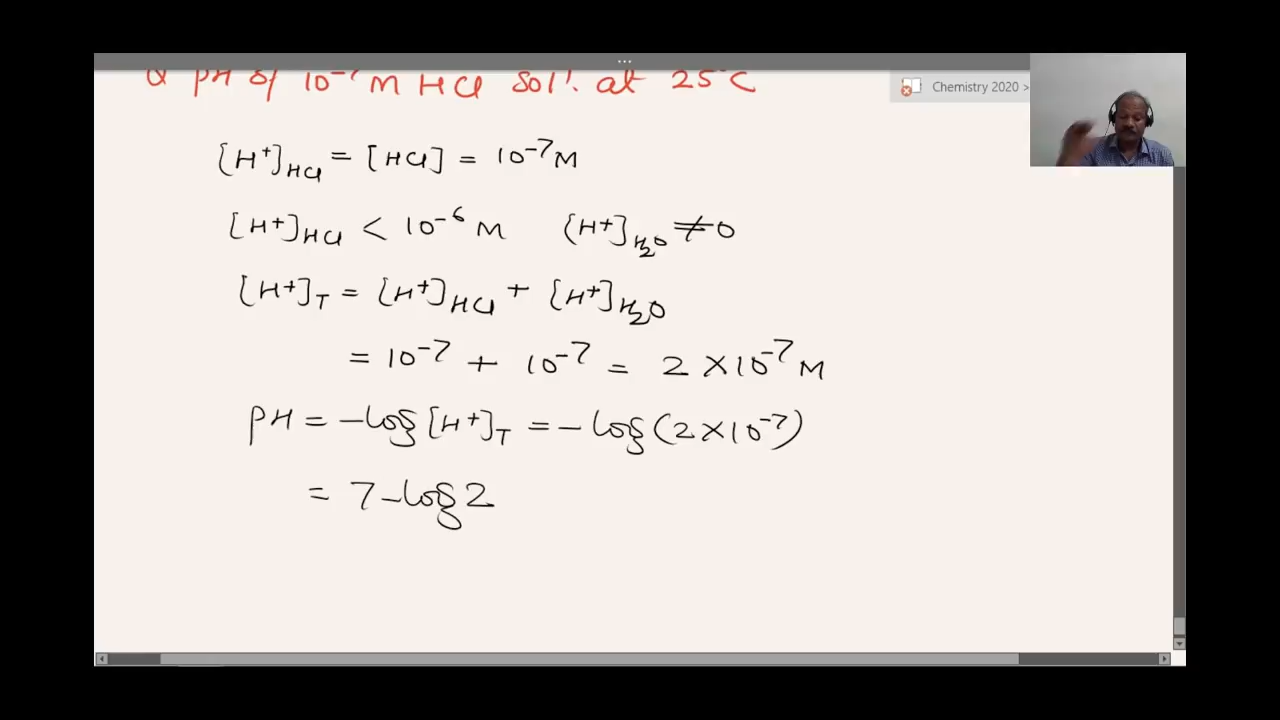 Q pH of 10⁻⁷ M HCl Solⁿ. at 25°C
Chemistry 2020 >
[H⁺]HCl = [HCl] = 10⁻⁷ M
[H⁺]HCl < 10⁻⁶ M [H⁺]H₂O ≠ 0
[H⁺]T = [H⁺]HCl + [H⁺]H₂O
= 10⁻⁷ + 10⁻⁷ = 2 × 10⁻⁷ M
pH = -log [H⁺]T = -log (2 × 10⁻⁷)
= 7 - log 2